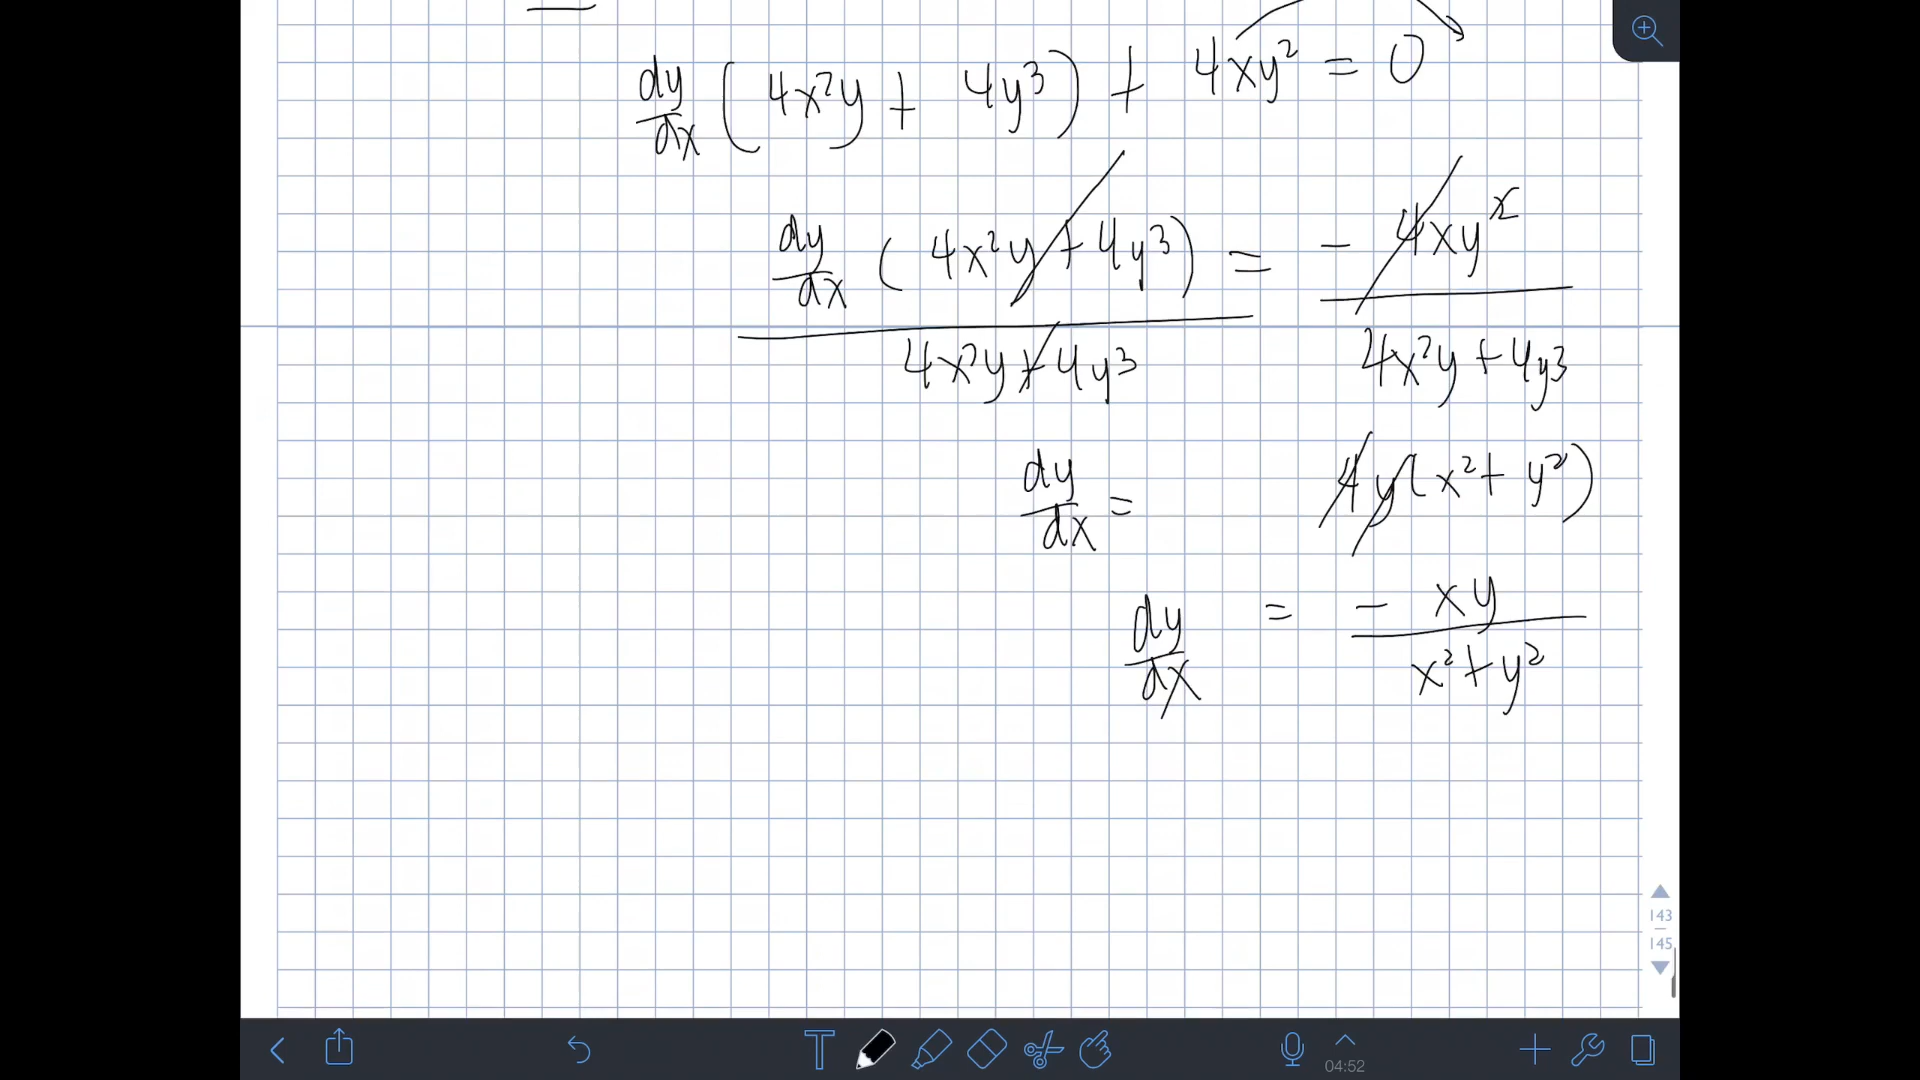 dy/dx (4x²y + 4y³) + 4xy² = 0
dy/dx (4x²y + 4y³) / 4x²y + 4y³ = - 4xy² / 4x²y + 4y³
dy/dx = 4y(x² + y²)
dy/dx = - xy / x² + y²
143
145
T
04:52